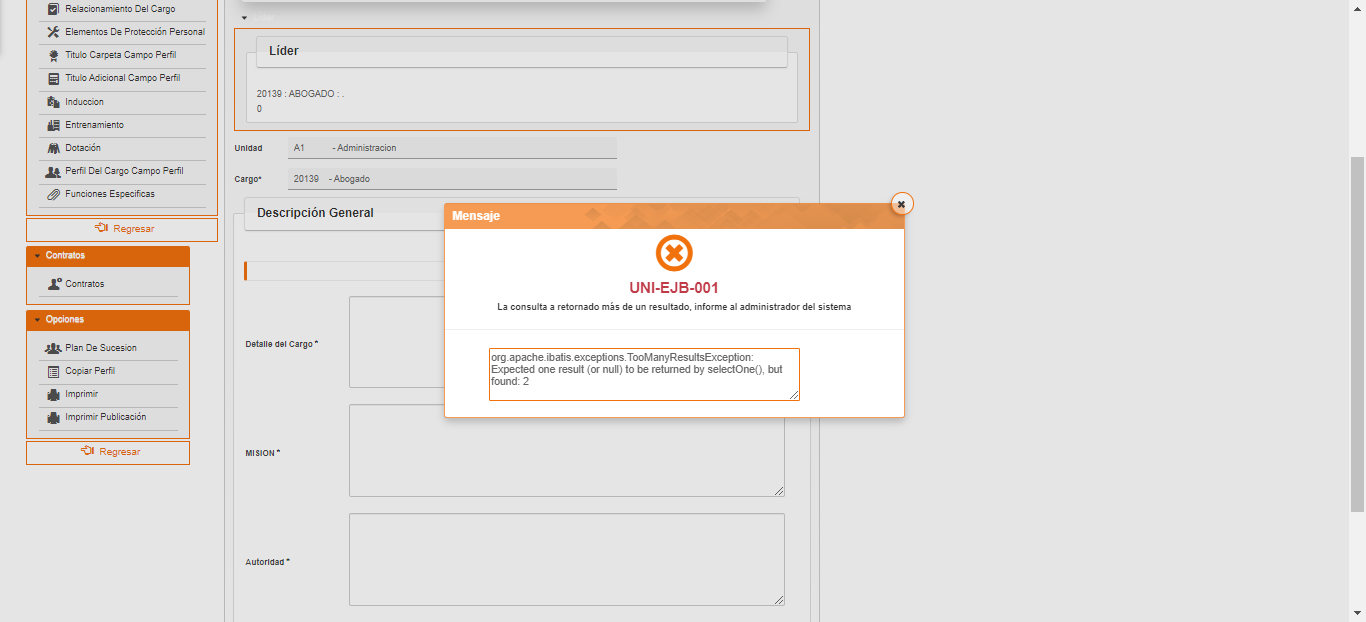 Relacionamiento Del Cargo
Elementos De Protección Personal
Titulo Carpeta Campo Perfil
Titulo Adicional Campo Perfil
Induccion
Entrenamiento
Dotación
Perfil Del Cargo Campo Perfil
Funciones Especificas
Regresar
Contratos
Contratos
Opciones
Plan De Sucesion
Copiar Perfil
Imprimir
Imprimir Publicación
Regresar
Líder
Líder
20139 : ABOGADO : .
0
Unidad A1 - Administracion
Cargo* 20139 - Abogado
Descripción General
Detalle del Cargo *
MISION *
Autoridad *
Mensaje
UNI-EJB-001
La consulta a retornado más de un resultado, informe al administrador del sistema
org.apache.ibatis.exceptions.TooManyResultsException:
Expected one result (or null) to be returned by selectOne(), but
found: 2